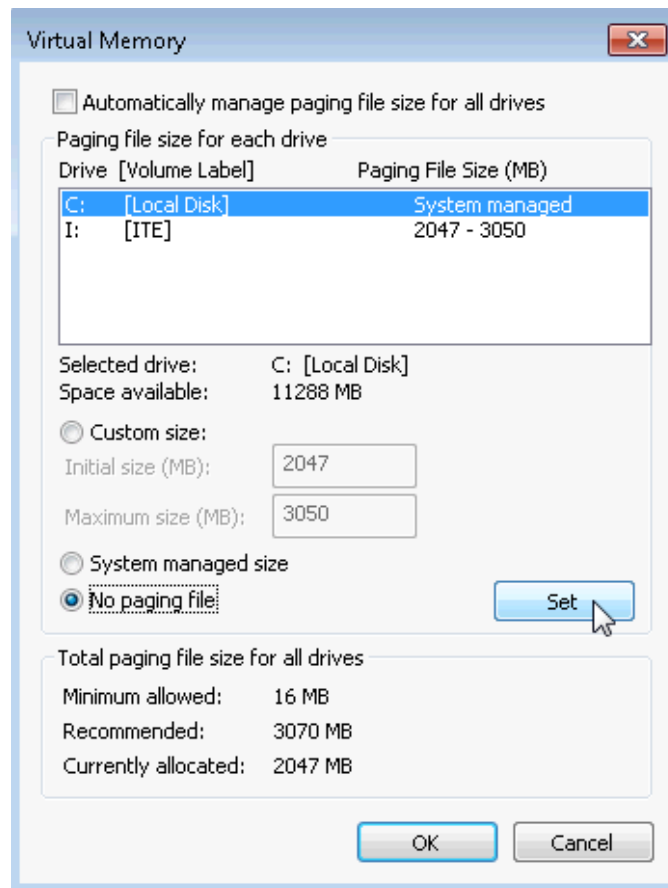 Virtual Memory
Automatically manage paging file size for all drives
Paging file size for each drive
Drive [Volume Label] Paging File Size (MB)
C: [Local Disk] System managed
I: [ITE] 2047 - 3050
Selected drive: C: [Local Disk]
Space available: 11288 MB
Custom size:
Initial size (MB): 2047
Maximum size (MB): 3050
System managed size
No paging file
Set
Total paging file size for all drives
Minimum allowed: 16 MB
Recommended: 3070 MB
Currently allocated: 2047 MB
OK Cancel